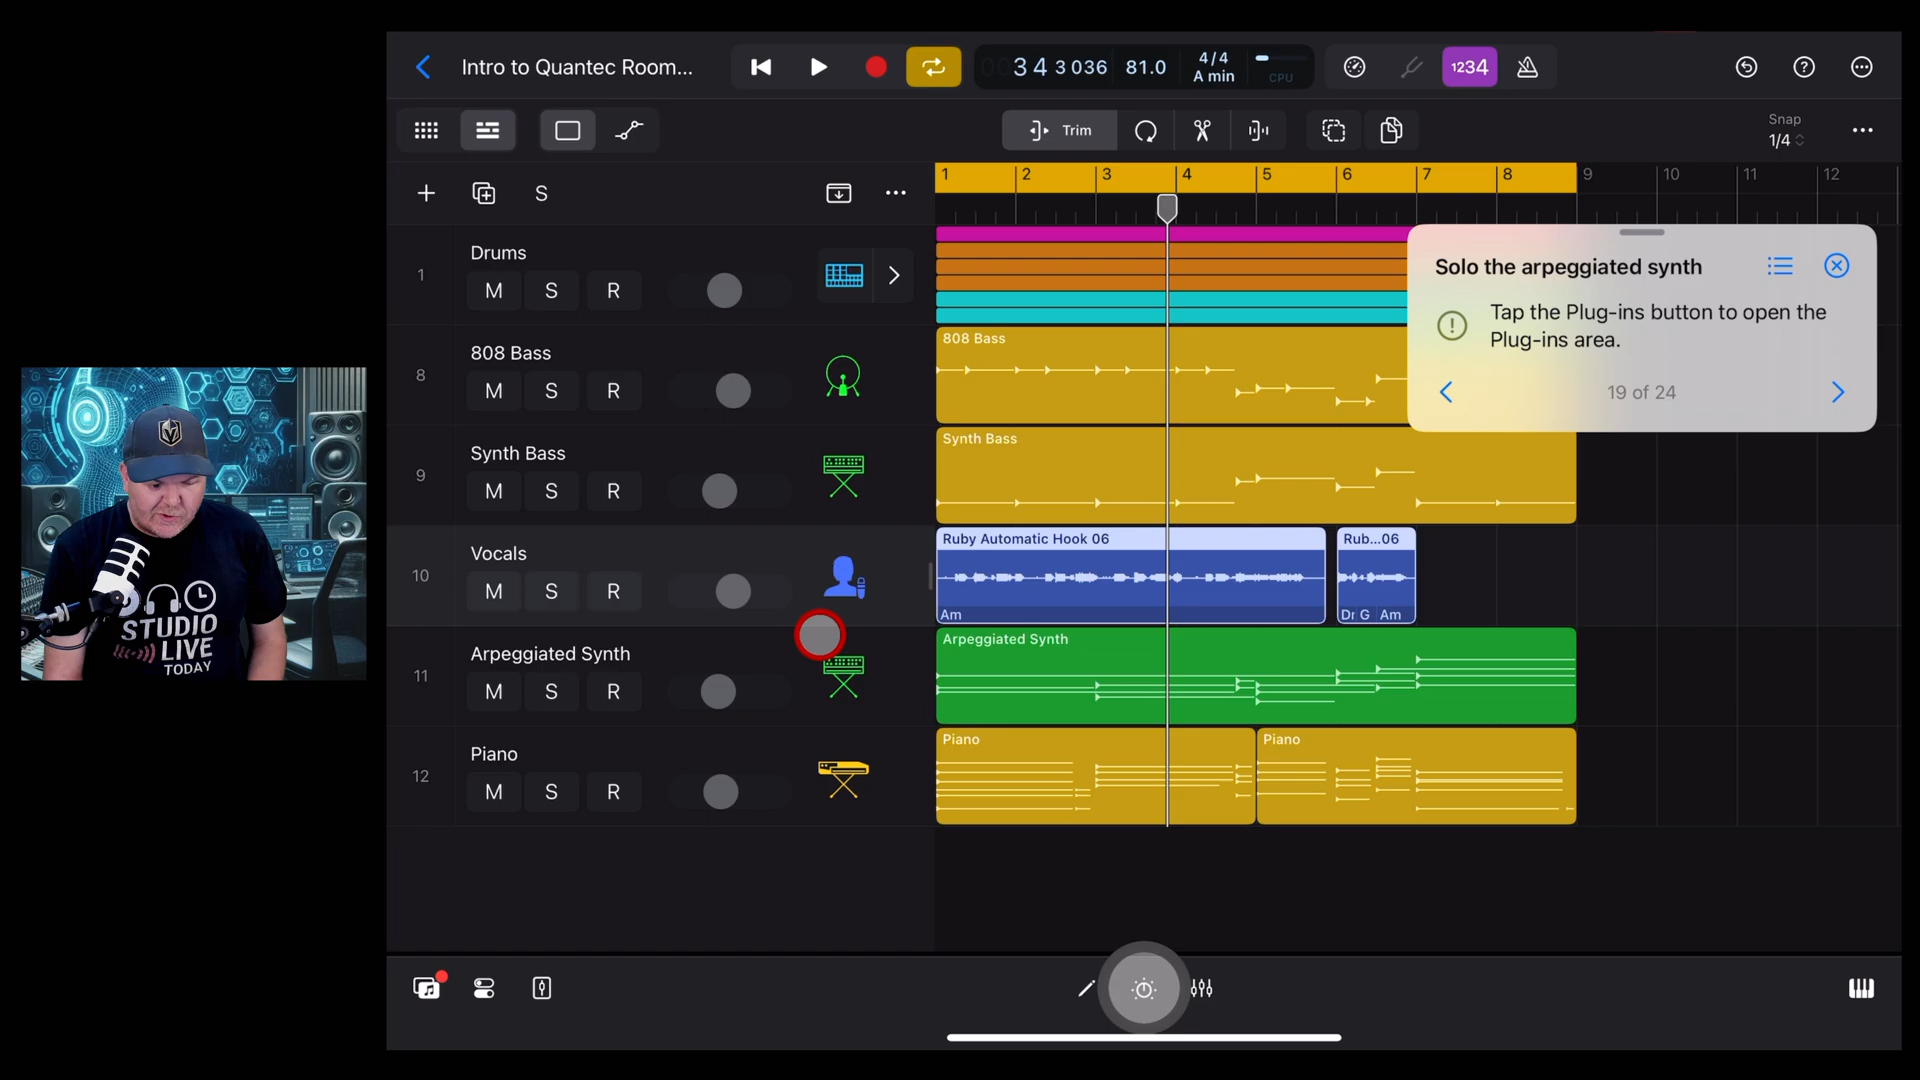 Intro to Quantec Room...
3 4 3 036
81.0
4/4
A min
CPU
1234
Trim
Snap
1/4
S
1 2 3 4 5 6 7 8 9 10 11 12
1
Drums
M S R
8
808 Bass
M S R
808 Bass
9
Synth Bass
M S R
Synth Bass
10
Vocals
M S R
Ruby Automatic Hook 06
Am
Rub...06
Dr G Am
11
Arpeggiated Synth
M S R
Arpeggiated Synth
12
Piano
M S R
Piano
Piano
Solo the arpeggiated synth
Tap the Plug-ins button to open the
Plug-ins area.
19 of 24
STUDIO
LIVE
TODAY